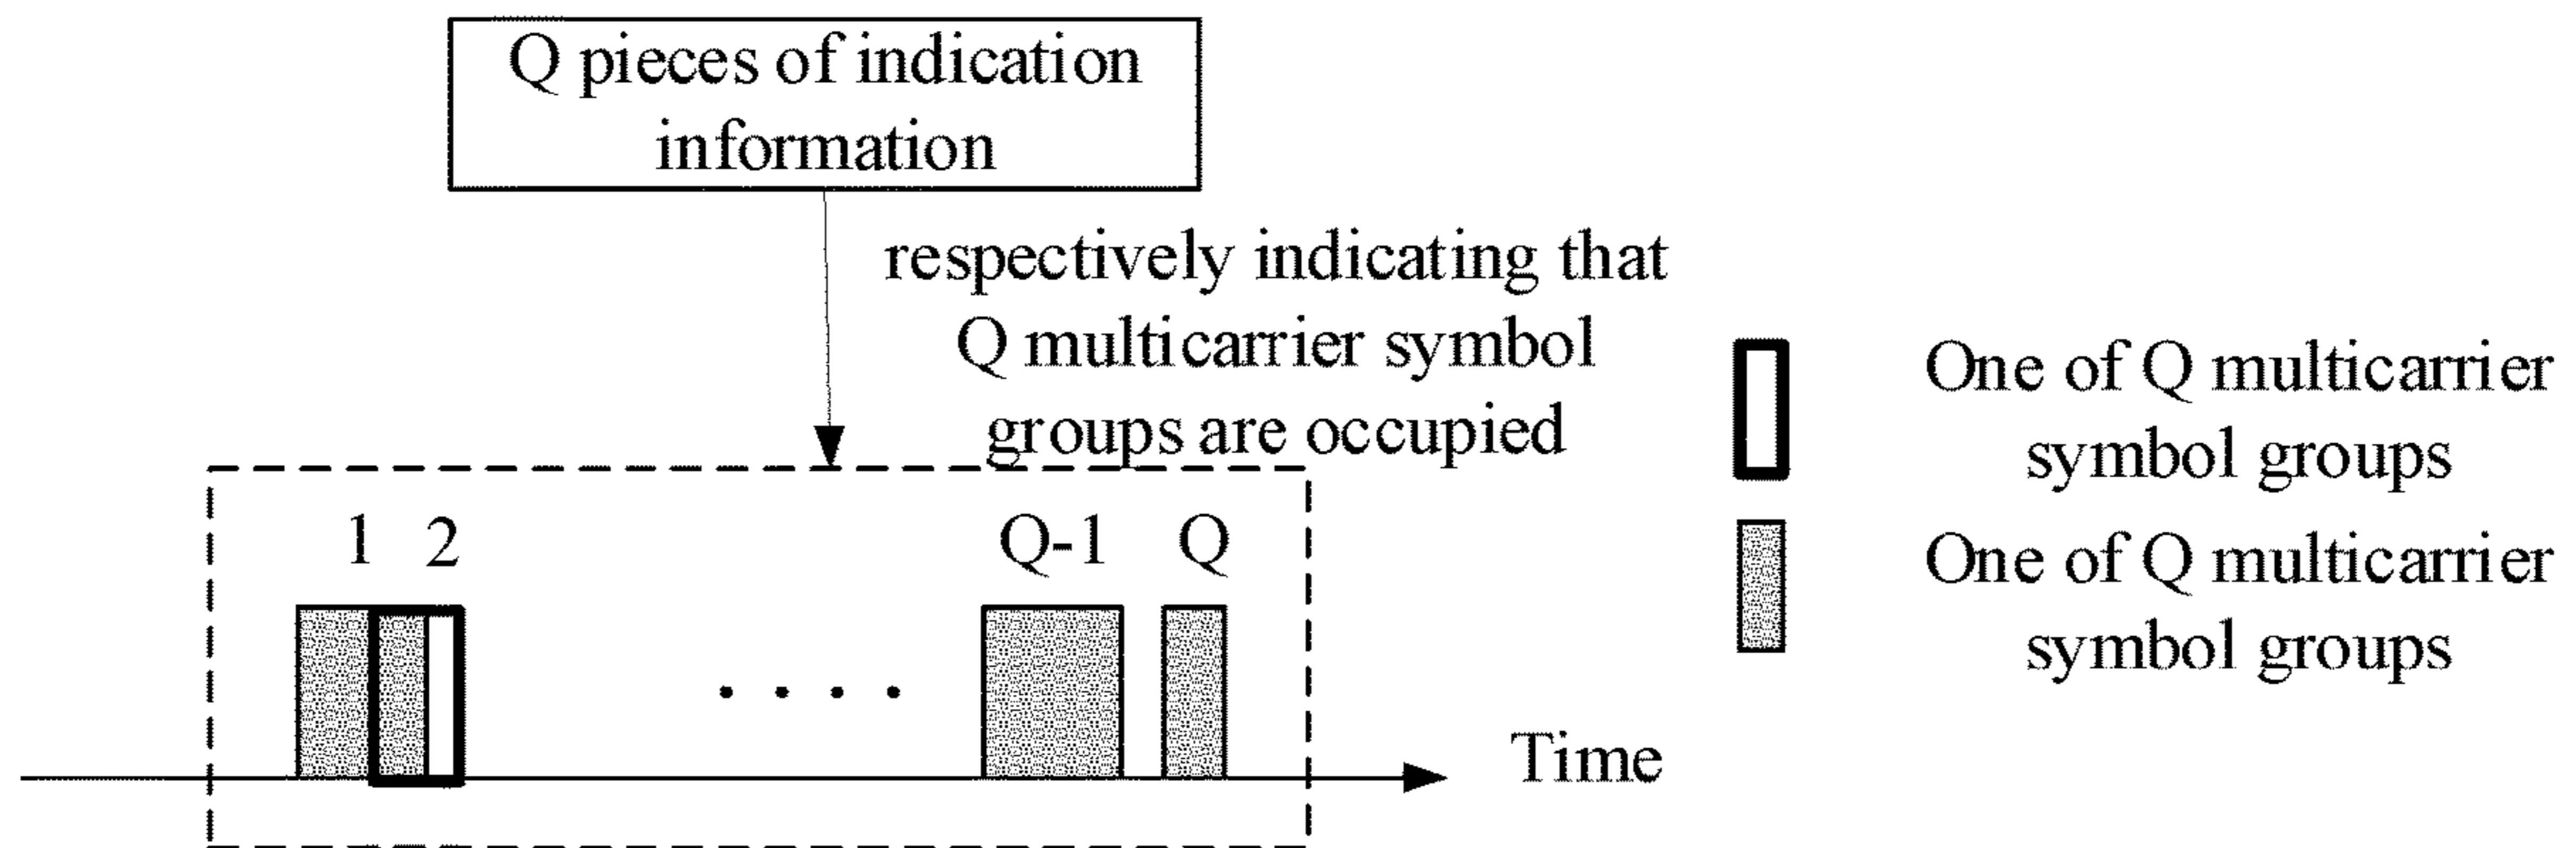 Q pieces of indication
information
respectively indicating that
Q multicarrier symbol
groups are occupied
1 2 Q-1 Q
Time
One of Q multicarrier
symbol groups
One of Q multicarrier
symbol groups